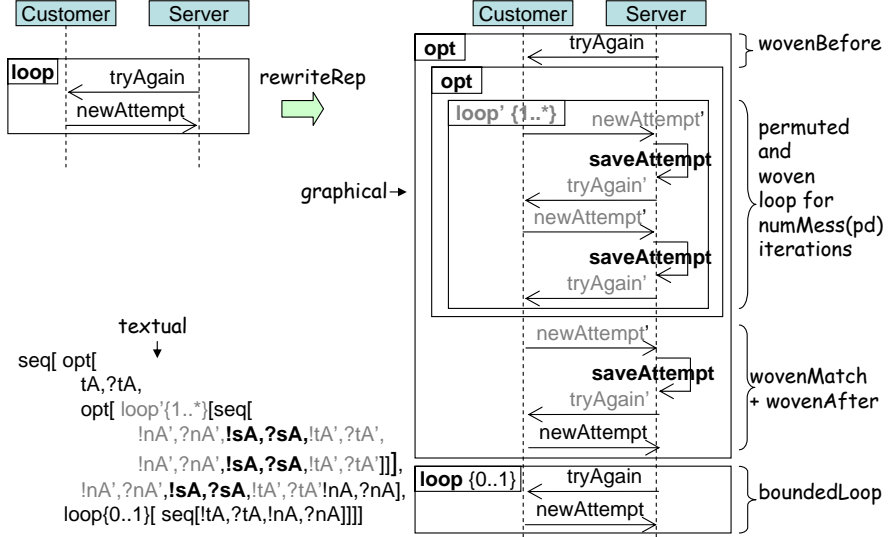 Customer Server
loop
tryAgain
newAttempt
rewriteRep
graphical
Customer Server
opt
tryAgain
wovenBefore
opt
loop' {1..*}
newAttempt'
saveAttempt
tryAgain'
newAttempt'
saveAttempt
tryAgain'
permuted
and
woven
loop for
numMess(pd)
iterations
newAttempt'
saveAttempt
tryAgain'
newAttempt
wovenMatch
+ wovenAfter
loop {0..1}
tryAgain
newAttempt
boundedLoop
textual
seq[ opt[
tA,?tA,
opt[ loop'{1..*}[seq[
!nA',?nA',!sA,?sA,!tA',?tA',
!nA',?nA',!sA,?sA,!tA',?tA']]],
!nA',?nA',!sA,?sA,!tA',?tA'!nA,?nA],
loop{0..1}[ seq[!tA,?tA,!nA,?nA]]]]